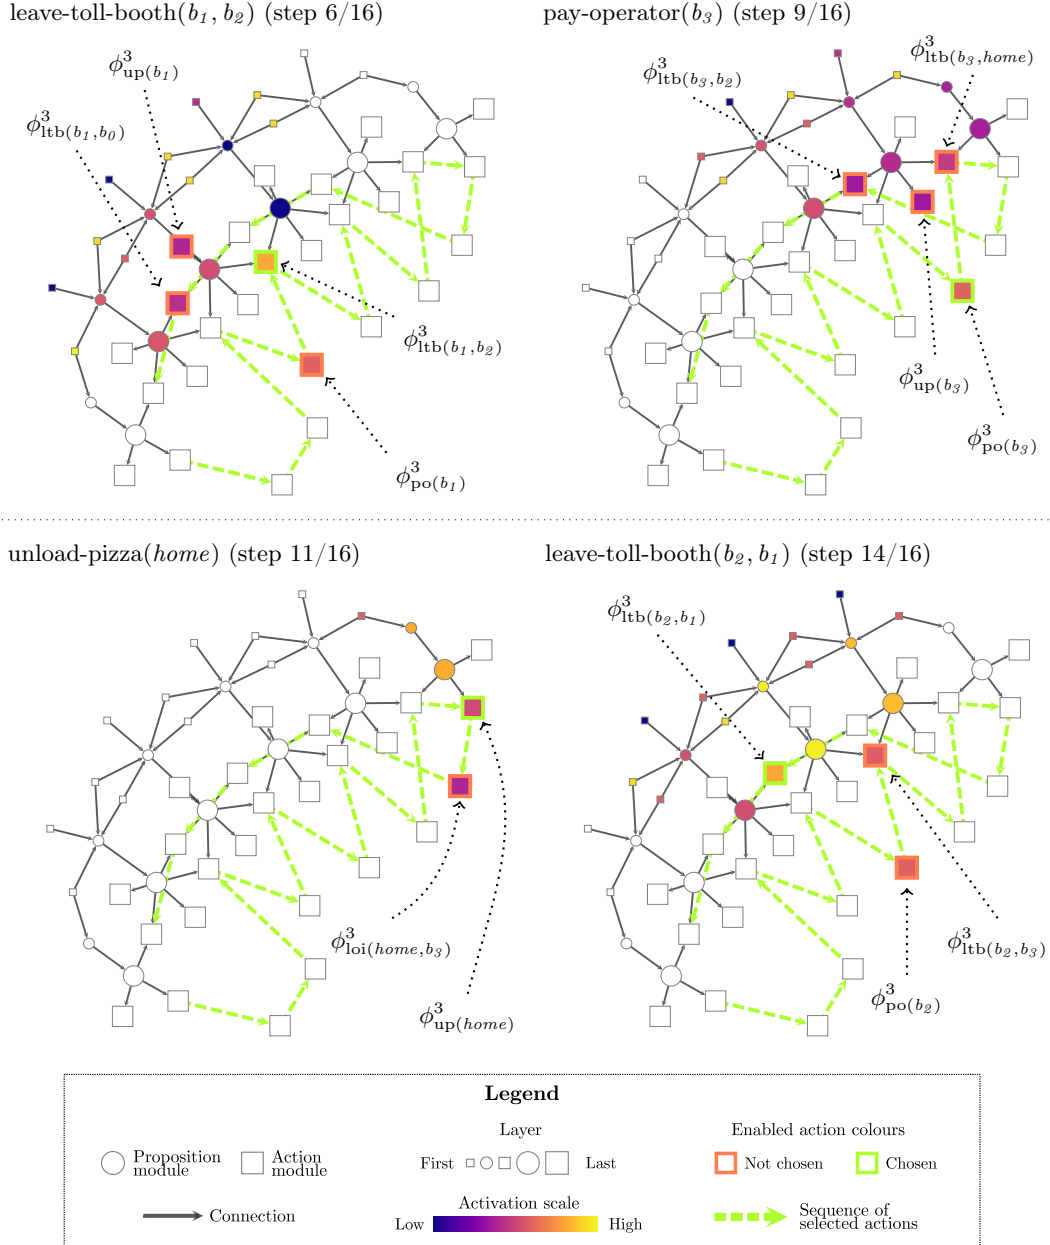 leave-toll-booth(b₁, b₂) (step 6/16)
pay-operator(b₃) (step 9/16)
ϕ³up(b₁)
ϕ³ltb(b₁,b₀)
ϕ³ltb(b₁,b₂)
ϕ³po(b₁)
ϕ³ltb(b₃,b₂)
ϕ³ltb(b₃,home)
ϕ³up(b₃)
ϕ³po(b₃)
unload-pizza(home) (step 11/16)
leave-toll-booth(b₂, b₁) (step 14/16)
ϕ³loi(home,b₃)
ϕ³up(home)
ϕ³ltb(b₂,b₁)
ϕ³ltb(b₂,b₃)
ϕ³po(b₂)
Legend
Proposition
module
Action
module
Connection
Layer
First
Last
Activation scale
Low
High
Enabled action colours
Not chosen
Chosen
Sequence of
selected actions